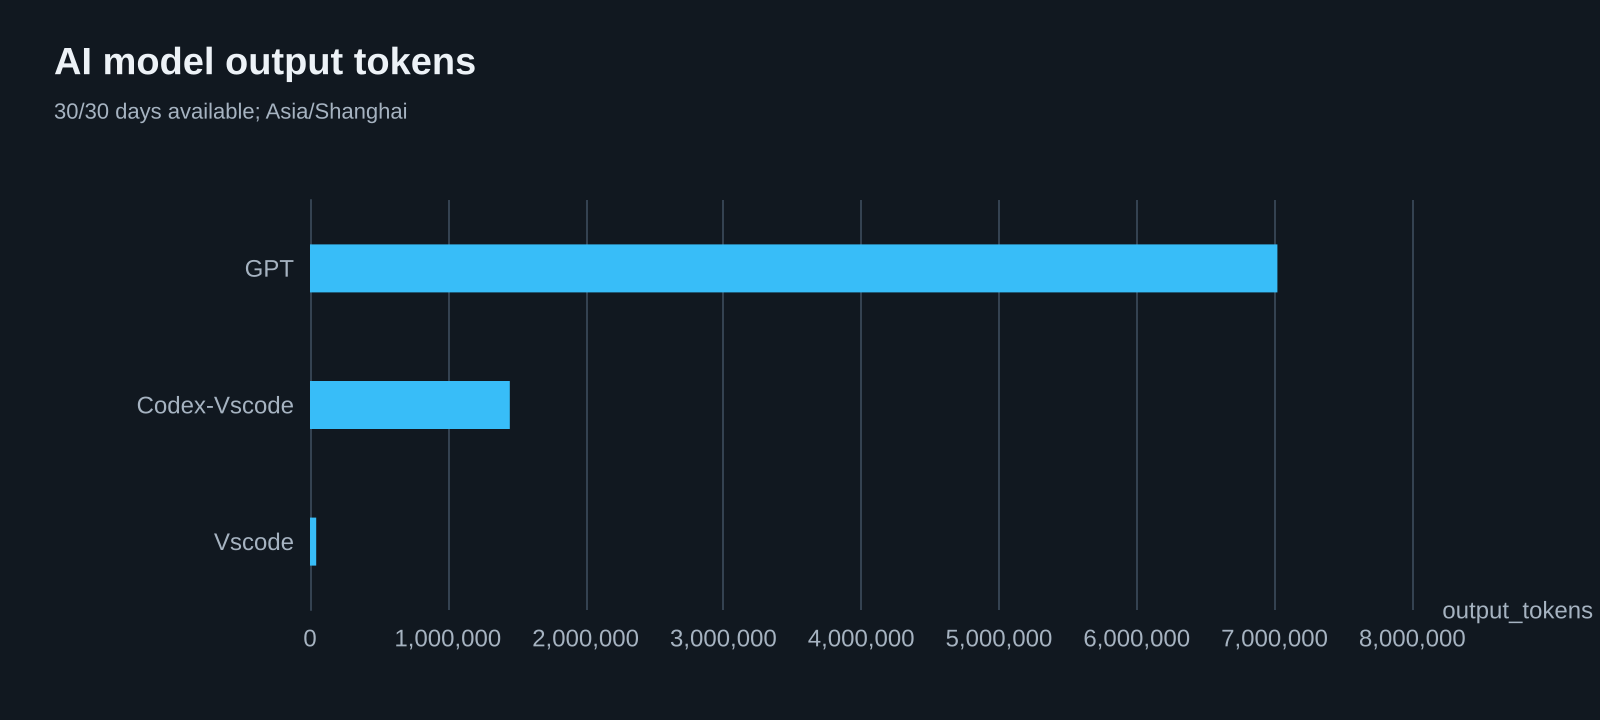 AI model output tokens
30/30 days available; Asia/Shanghai
GPT
Codex-Vscode
Vscode
output_tokens
0 1,000,000 2,000,000 3,000,000 4,000,000 5,000,000 6,000,000 7,000,000 8,000,000